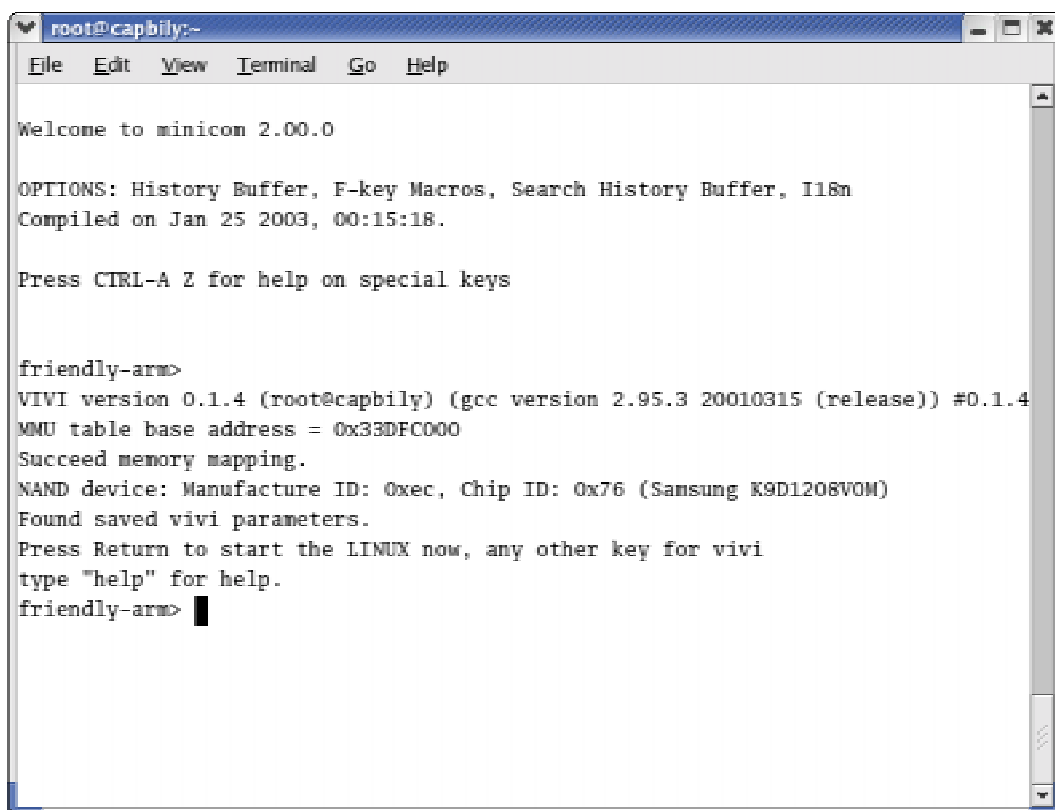 root@capbily:~
File Edit View Terminal Go Help
Welcome to minicom 2.00.0
OPTIONS: History Buffer, F-key Macros, Search History Buffer, I18n
Compiled on Jan 25 2003, 00:15:18.
Press CTRL-A Z for help on special keys
friendly-arm>
VIVI version 0.1.4 (root@capbily) (gcc version 2.95.3 20010315 (release)) #0.1.4
MMU table base address = 0x33DFC000
Succeed memory mapping.
NAND device: Manufacture ID: 0xec, Chip ID: 0x76 (Samsung K9D1208V0M)
Found saved vivi parameters.
Press Return to start the LINUX now, any other key for vivi
type "help" for help.
friendly-arm>